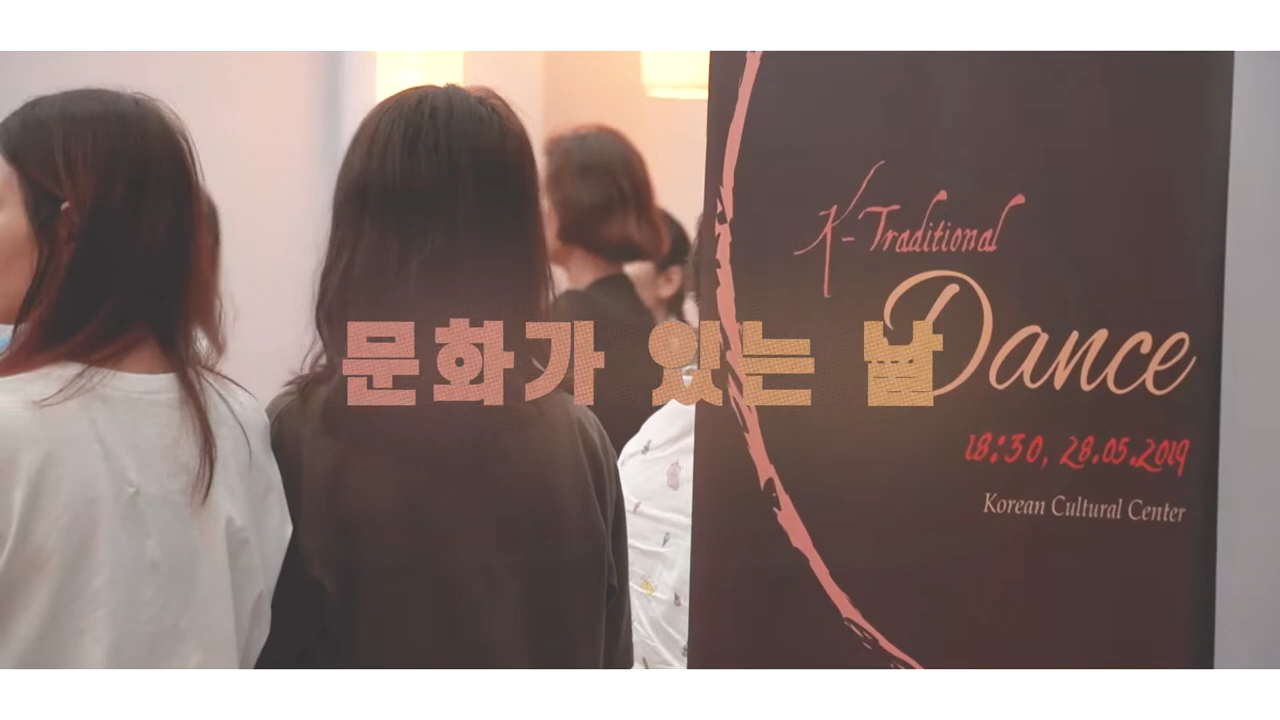 문화가 있는 날
K-Traditional
Dance
18:30, 28.05.2019
Korean Cultural Center